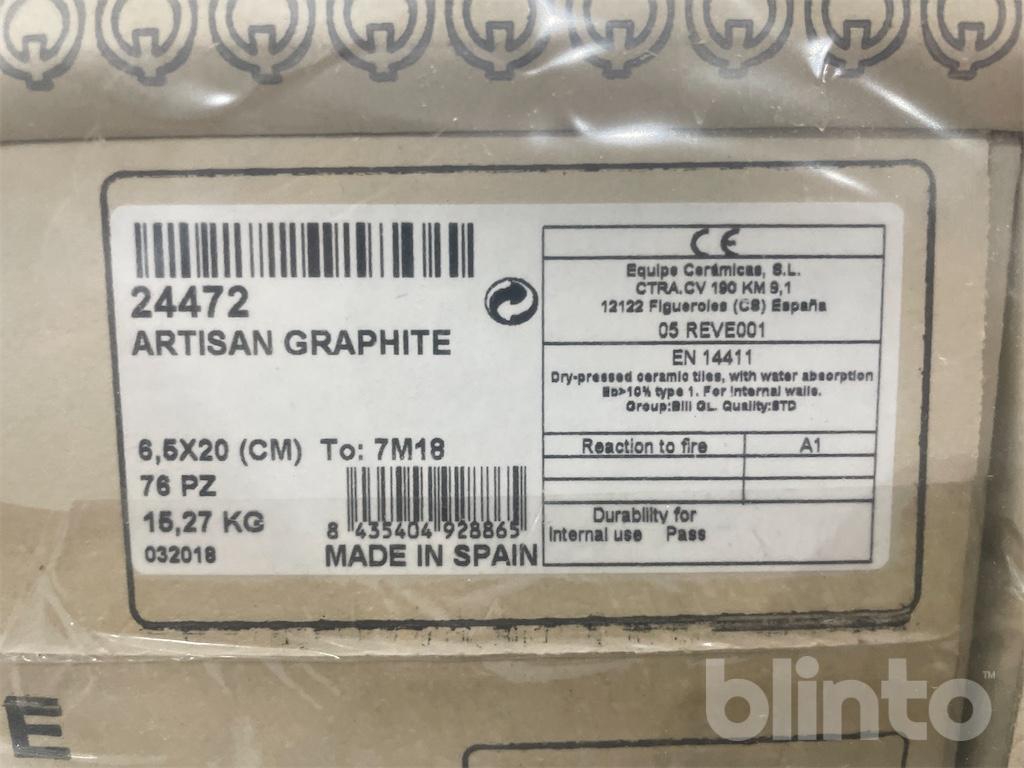 24472
ARTISAN GRAPHITE
6,5X20 (CM) To: 7M18
76 PZ
15,27 KG
032018
8 435404 928865
MADE IN SPAIN
CE
Equipe Cerámicas, S.L.
CTRA.CV 190 KM 9,1
12122 Figueroles (CS) España
05 REVE001
EN 14411
Dry-pressed ceramic tiles, with water absorption
Eb>10% type 1. For internal walls.
Group:BIII GL. Quality:STD
Reaction to fire A1
Durability for
Internal use Pass
E
blinto™